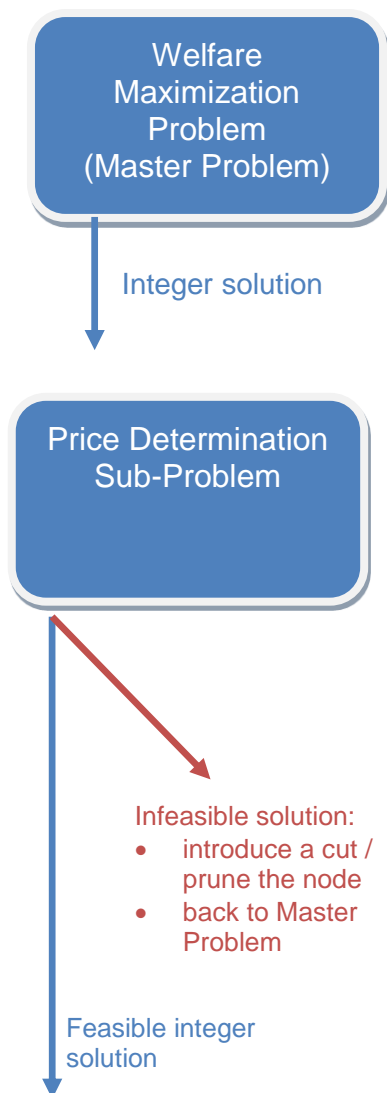 Welfare
Maximization
Problem
(Master Problem)
Integer solution
Price Determination
Sub-Problem
Infeasible solution:
• introduce a cut /
prune the node
• back to Master
Problem
Feasible integer
solution